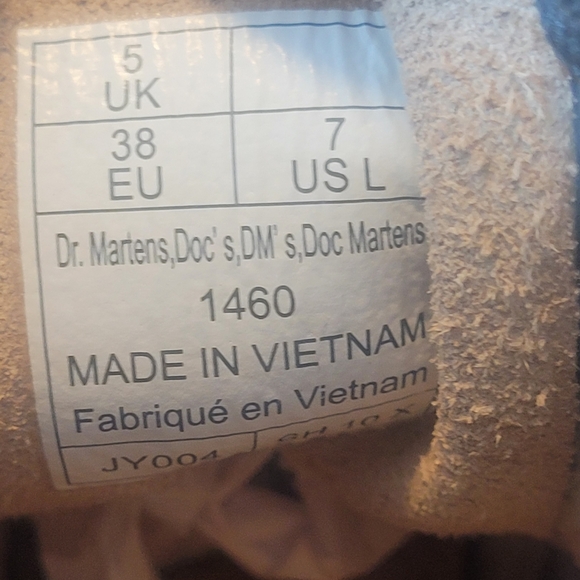 5
UK
38
EU
7
US L
Dr. Martens,Doc' s,DM' s,Doc Martens
1460
MADE IN VIETNAM
Fabriqué en Vietnam
JY004